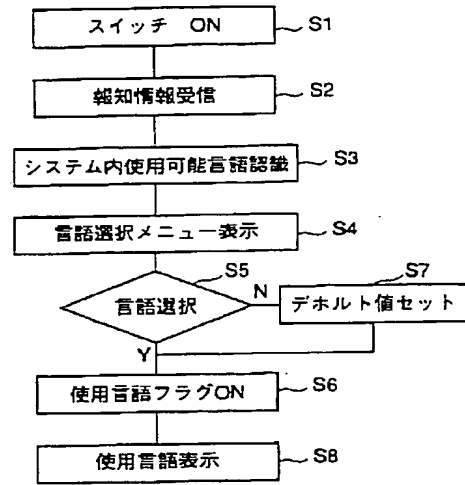 スイッチ ON S1
報知情報受信 S2
システム内使用可能言語認識 S3
言語選択メニュー表示 S4
S5 S7
言語選択 N デホルト値セット
Y
使用言語フラグON S6
使用言語表示 S8